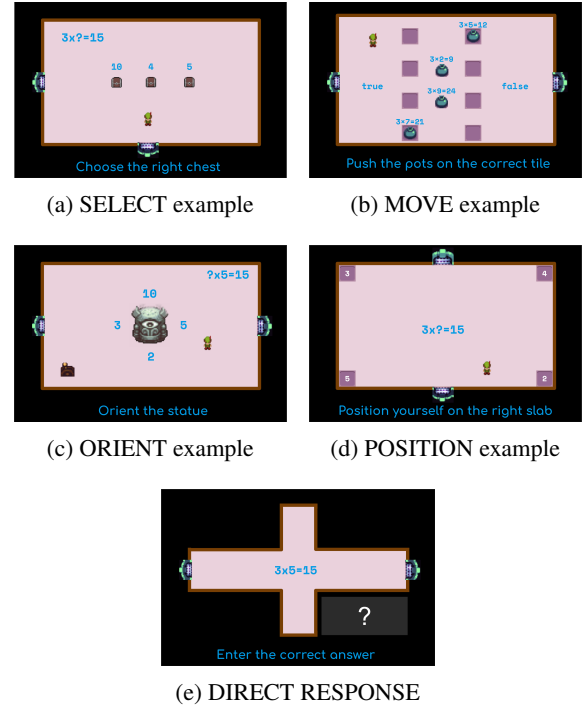 3x?=15
10 4 5
Choose the right chest
(a) SELECT example
3×5=12
3×2=9
true
false
3×9=24
3×7=21
Push the pots on the correct tile
(b) MOVE example
?x5=15
10
3 5
2
Orient the statue
(c) ORIENT example
3 4
3x?=15
5 2
Position yourself on the right slab
(d) POSITION example
3x5=15
?
Enter the correct answer
(e) DIRECT RESPONSE